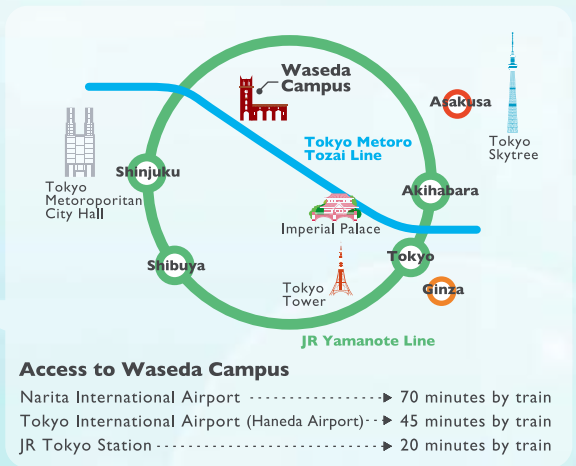 Waseda
Campus
Asakusa
Tokyo Metoro
Tozai Line
Tokyo
Skytree
Shinjuku
Akihabara
Tokyo
Metoroporitan
City Hall
Imperial Palace
Tokyo
Shibuya
Tokyo
Tower
Ginza
JR Yamanote Line
Access to Waseda Campus
Narita International Airport 70 minutes by train
Tokyo International Airport (Haneda Airport) 45 minutes by train
JR Tokyo Station 20 minutes by train